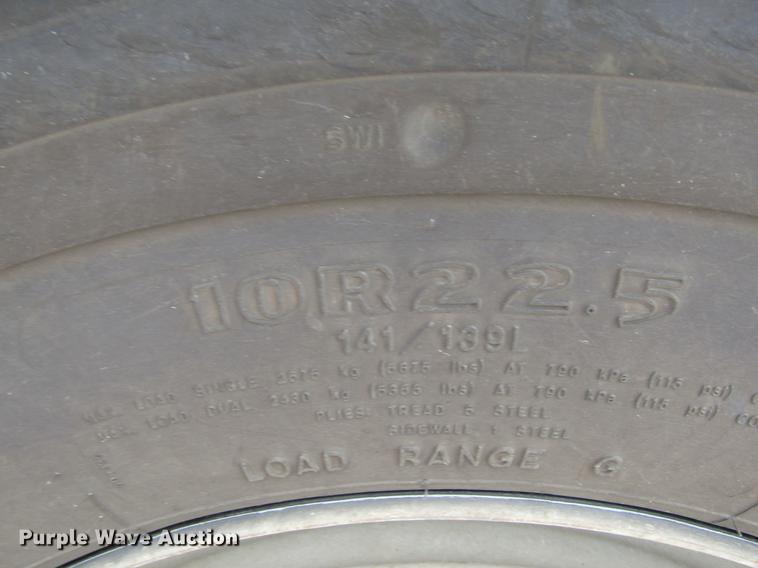 SWI
10R22.5
141/139L
MAX. LOAD SINGLE 2575 kg (5675 lbs) AT 790 kPa (115 psi)
MAX. LOAD DUAL 2430 kg (5355 lbs) AT 790 kPa (115 psi)
PLIES: TREAD 5 STEEL
SIDEWALL 1 STEEL
LOAD RANGE G
Purple Wave Auction